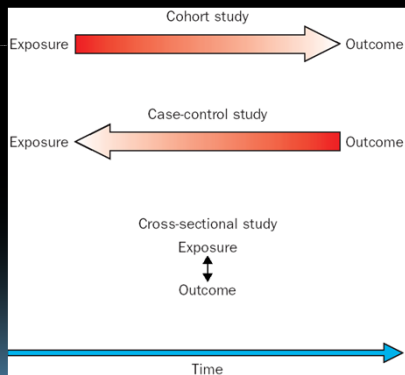 Cohort study
Exposure Outcome
Case-control study
Exposure Outcome
Cross-sectional study
Exposure
Outcome
Time